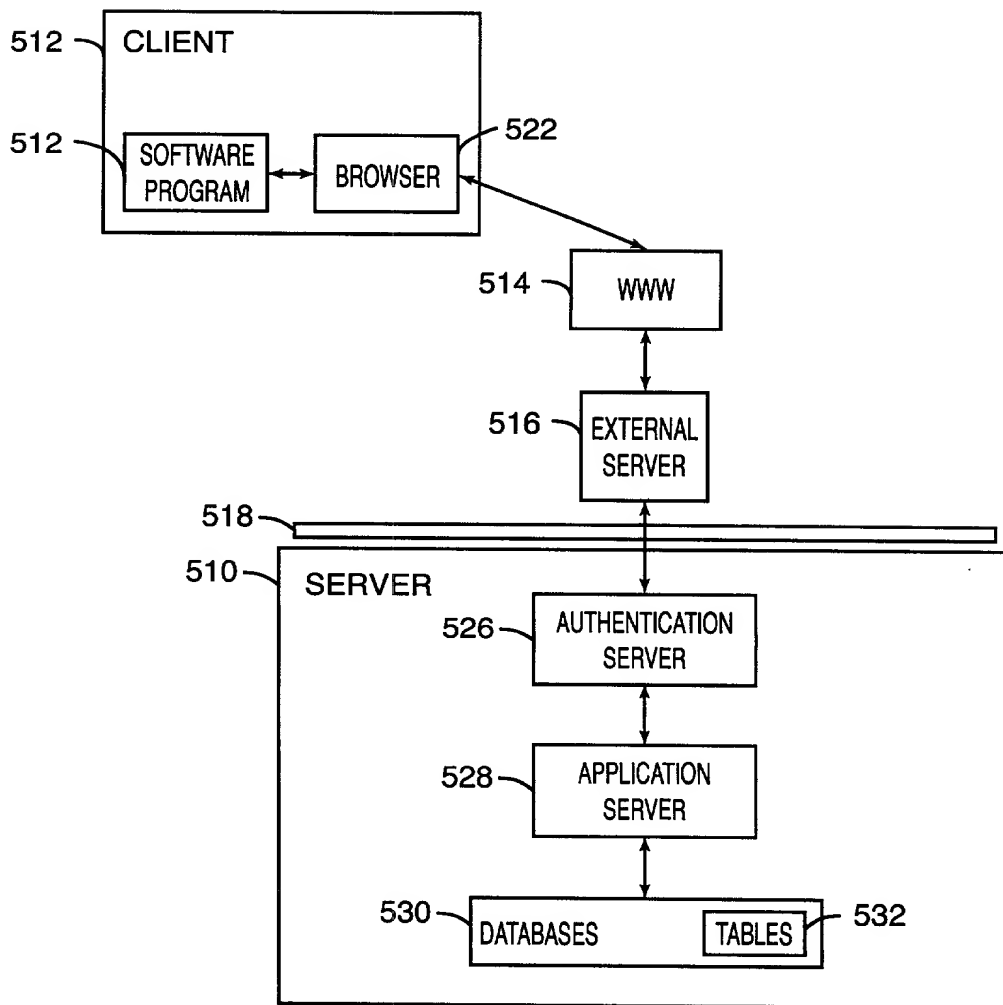 512
CLIENT
512
SOFTWARE
PROGRAM
BROWSER
522
514
WWW
516
EXTERNAL
SERVER
518
510
SERVER
526
AUTHENTICATION
SERVER
528
APPLICATION
SERVER
530
DATABASES
TABLES
532